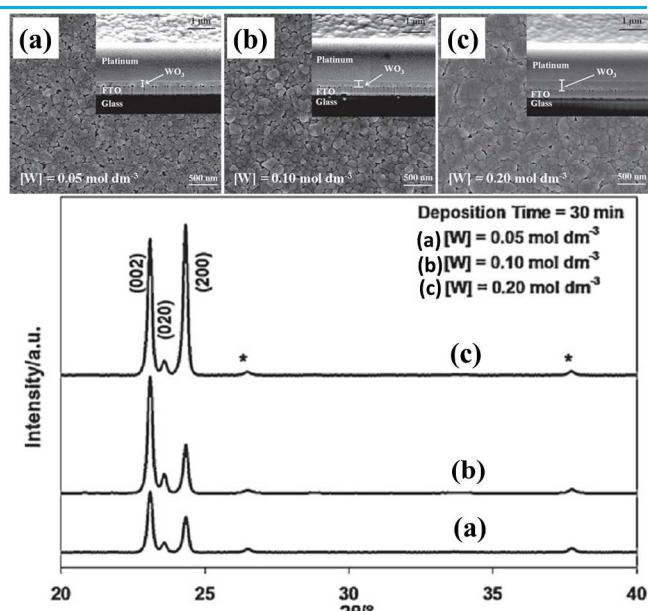 (a)
1 µm
Platinum
WO3
FTO
Glass
[W] = 0.05 mol dm-3
500 nm
(b)
1 µm
Platinum
WO3
FTO
Glass
[W] = 0.10 mol dm-3
500 nm
(c)
1 µm
Platinum
WO3
FTO
Glass
[W] = 0.20 mol dm-3
500 nm
Deposition Time = 30 min
(a) [W] = 0.05 mol dm-3
(b) [W] = 0.10 mol dm-3
(c) [W] = 0.20 mol dm-3
(002)
(020)
(200)
* *
(c)
(b)
(a)
Intensity/a.u.
20 25 30 35 40
2θ/°